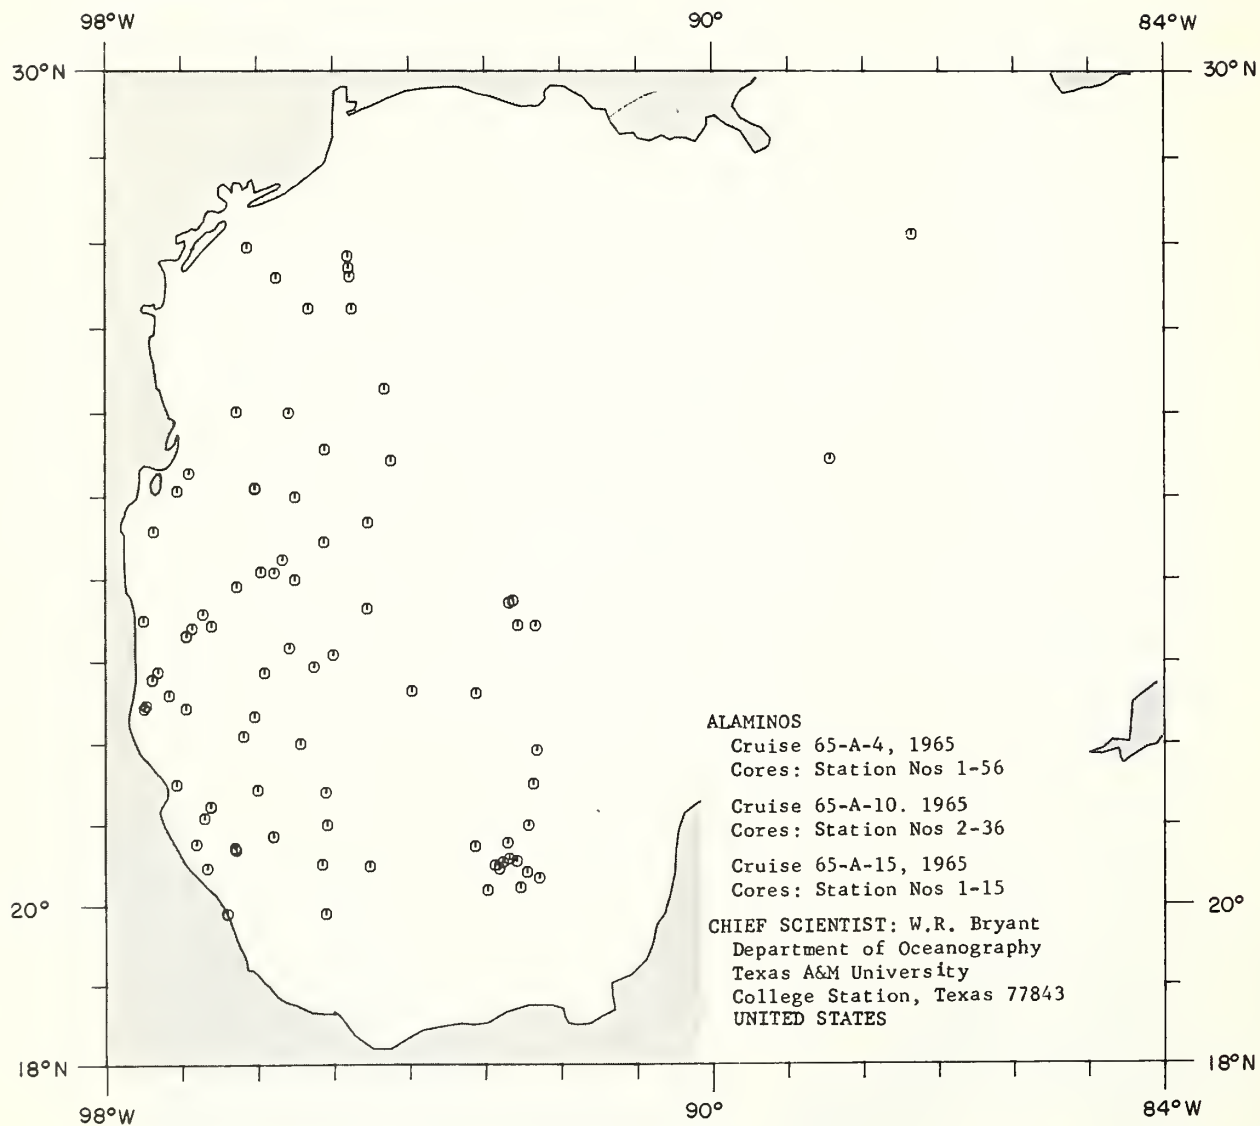 98°W 90° 84°W
30°N 30°N
ALAMINOS
Cruise 65-A-4, 1965
Cores: Station Nos 1-56
Cruise 65-A-10. 1965
Cores: Station Nos 2-36
Cruise 65-A-15, 1965
Cores: Station Nos 1-15
20° 20°
CHIEF SCIENTIST: W.R. Bryant
Department of Oceanography
Texas A&M University
College Station, Texas 77843
UNITED STATES
18°N 18°N
98°W 90° 84°W